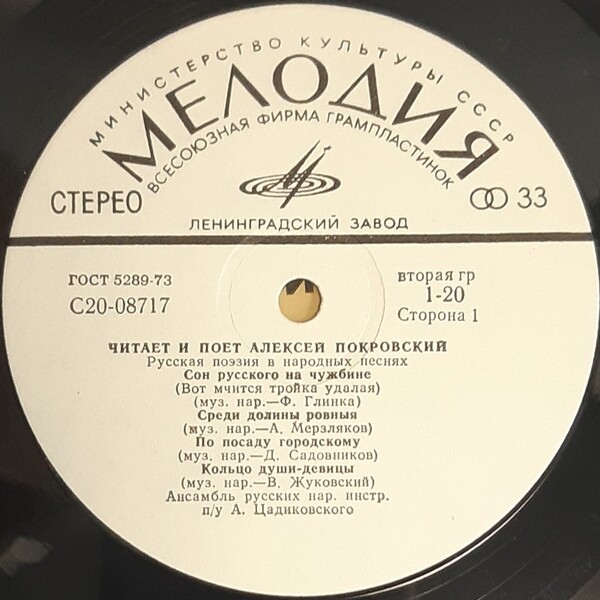 МИНИСТЕРСТВО КУЛЬТУРЫ СССР
МЕЛОДИЯ
ВСЕСОЮЗНАЯ ФИРМА ГРАМПЛАСТИНОК
СТЕРЕО
33
ЛЕНИНГРАДСКИЙ ЗАВОД
ГОСТ 5289-73
С20-08717
вторая гр
1-20
Сторона 1
ЧИТАЕТ И ПОЕТ АЛЕКСЕЙ ПОКРОВСКИЙ
Русская поэзия в народных песнях
Сон русского на чужбине
(Вот мчится тройка удалая)
(муз. нар.—Ф. Глинка)
Среди долины ровныя
(муз. нар.—А. Мерзляков)
По посаду городскому
(муз. нар.—Д. Садовников)
Кольцо души-девицы
(муз. нар.—В. Жуковский)
Ансамбль русских нар. инстр.
п/у А. Цадиковского